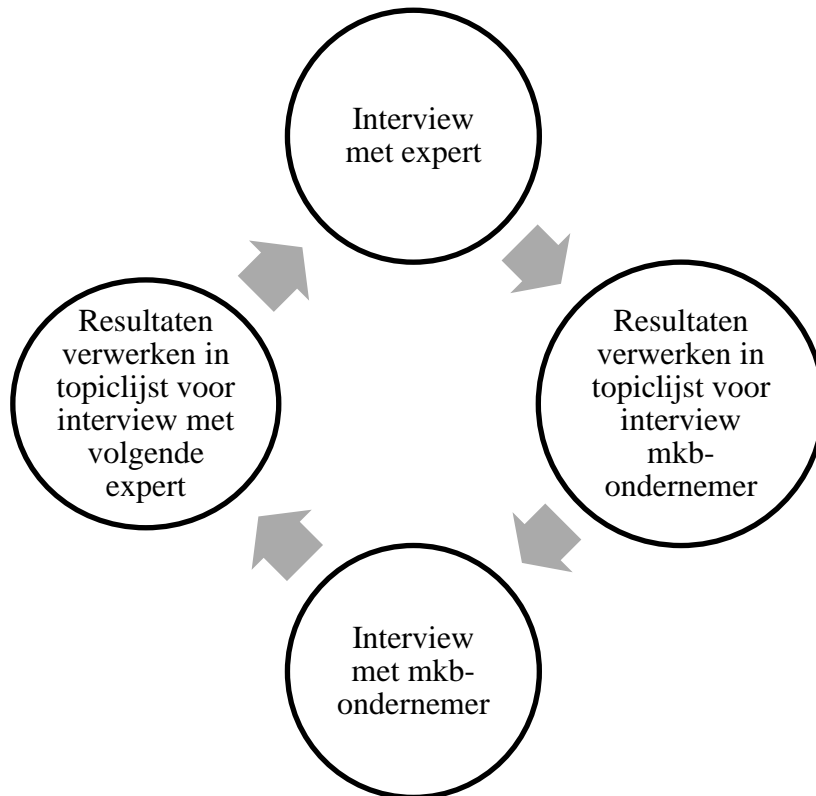 Interview
met expert
Resultaten
verwerken in
topiclijst voor
interview
mkb-
ondernemer
Interview
met mkb-
ondernemer
Resultaten
verwerken in
topiclijst voor
interview met
volgende
expert